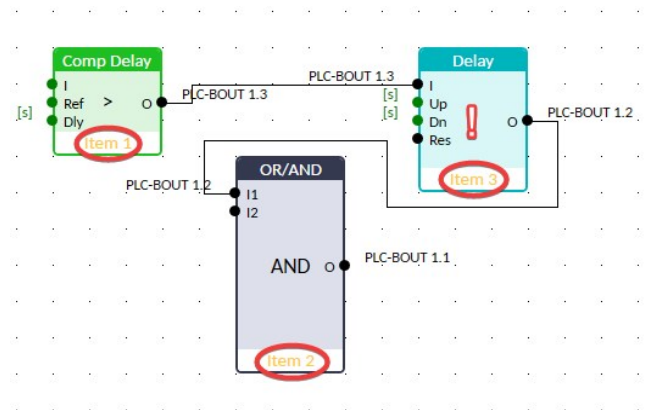 Comp Delay
I
Ref > O
Dly
[s]
Item 1
PLC-BOUT 1.3
PLC-BOUT 1.3
Delay
I
[s] Up
[s] Dn
Res
! O
Item 3
PLC-BOUT 1.2
PLC-BOUT 1.2
OR/AND
I1
I2
AND O
Item 2
PLC-BOUT 1.1